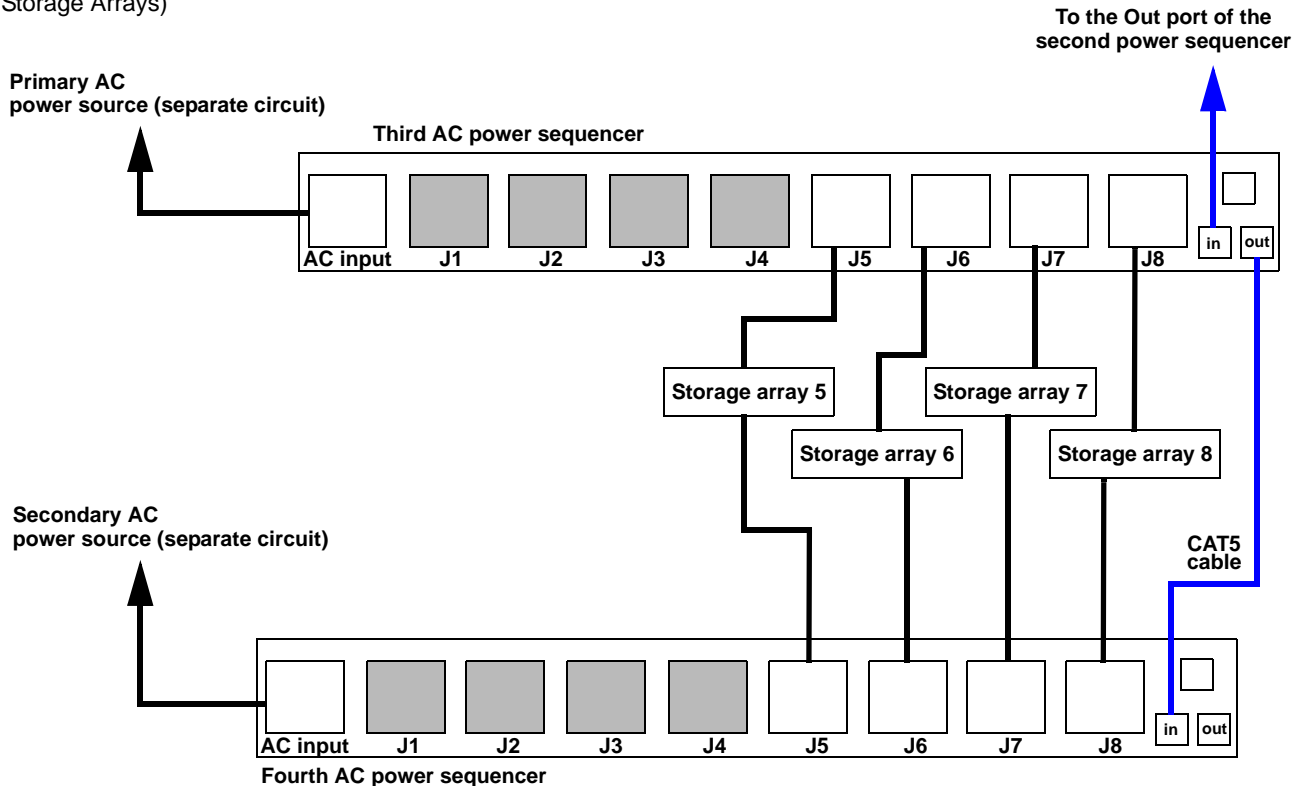 Storage Arrays)
To the Out port of the
second power sequencer
Primary AC
power source (separate circuit)
Third AC power sequencer
in
out
AC input
J1
J2
J3
J4
J5
J6
J7
J8
Storage array 5
Storage array 7
Storage array 6
Storage array 8
Secondary AC
power source (separate circuit)
CAT5
cable
in
out
AC input
J1
J2
J3
J4
J5
J6
J7
J8
Fourth AC power sequencer